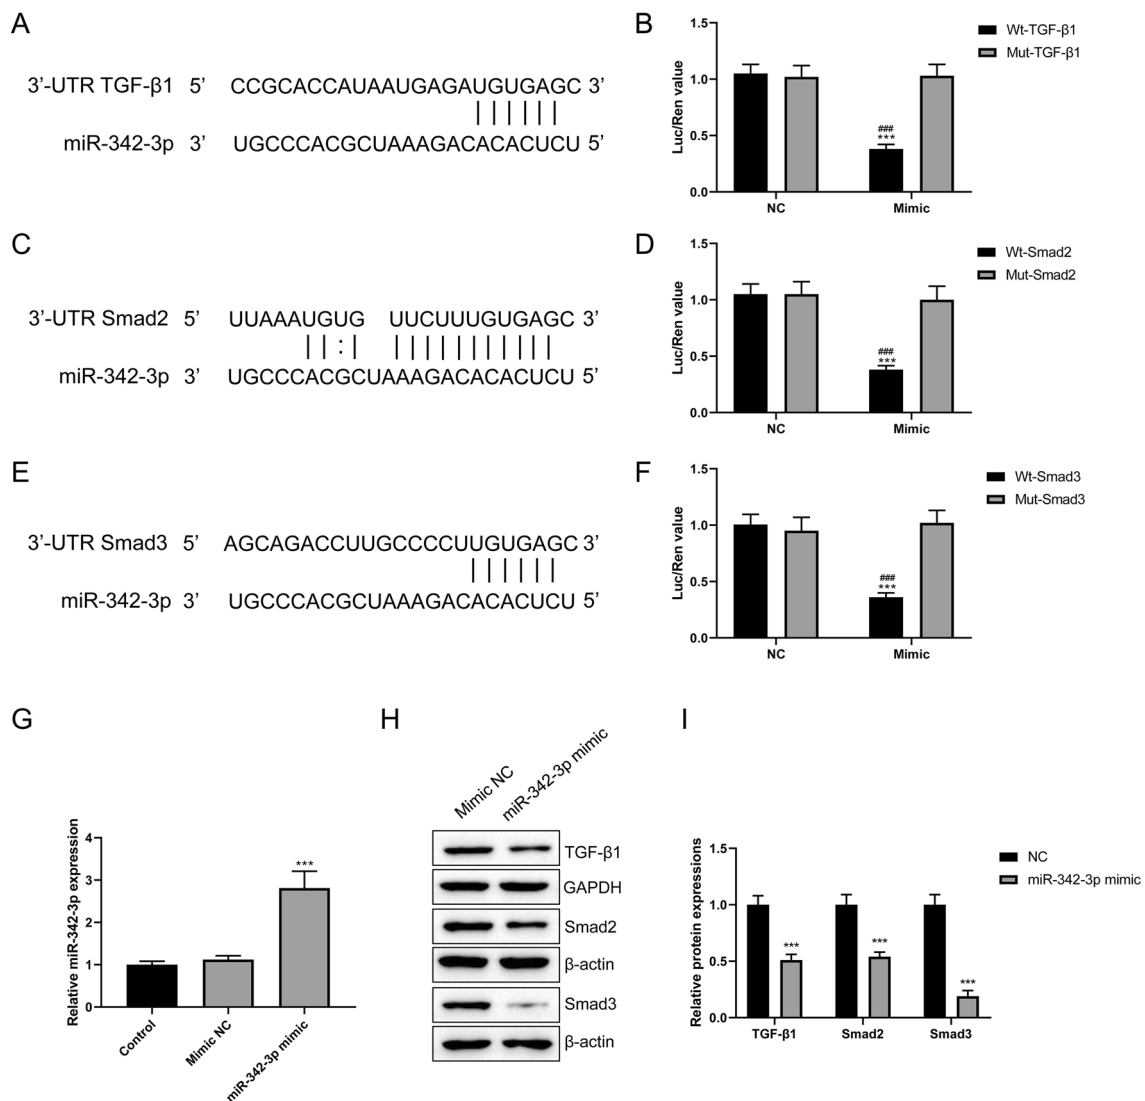 A
3'-UTR TGF-β1 5' CCGCACCAUAAUGAGAUGUGAGC 3'
miR-342-3p 3' UGCCCACGCUAAAGACACACUCU 5'
B
Luc/Ren value
1.5
1.0
0.5
0.0
###
***
NC
Mimic
Wt-TGF-β1
Mut-TGF-β1
C
3'-UTR Smad2 5' UUAAAUGUG UUCUUUGUGAGC 3'
:
miR-342-3p 3' UGCCCACGCUAAAGACACACUCU 5'
D
Luc/Ren value
1.5
1.0
0.5
0.0
###
***
NC
Mimic
Wt-Smad2
Mut-Smad2
E
3'-UTR Smad3 5' AGCAGACCUUGCCCCUUGUGAGC 3'
miR-342-3p 3' UGCCCACGCUAAAGACACACUCU 5'
F
Luc/Ren value
1.5
1.0
0.5
0.0
###
***
NC
Mimic
Wt-Smad3
Mut-Smad3
G
Relative miR-342-3p expression
4
3
2
1
0
***
Control
Mimic NC
miR-342-3p mimic
H
Mimic NC
miR-342-3p mimic
TGF-β1
GAPDH
Smad2
β-actin
Smad3
β-actin
I
Relative protein expressions
1.5
1.0
0.5
0.0
***
***
***
TGF-β1
Smad2
Smad3
NC
miR-342-3p mimic